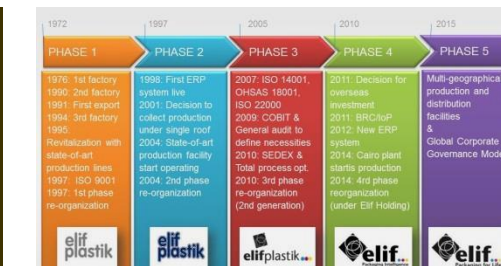 1972
1997
2005
2010
2015
PHASE 1
PHASE 2
PHASE 3
PHASE 4
PHASE 5
1976: 1st factory
1990: 2nd factory
1991: First export
1994: 3rd factory
1995:
Revitalization with
state-of-art
production lines
1997: ISO 9001
1997: 1st phase
re-organization
1998: First ERP
system live
2001: Decision to
collect production
under single roof
2004: State-of-art
production facility
start operating
2004: 2nd phase
re-organization
2007: ISO 14001,
OHSAS 18001,
ISO 22000
2009: COBIT &
General audit to
define necessities
2010: SEDEX &
Total process opt.
2010: 3rd phase
re-organization
(2nd generation)
2011: Decision for
overseas
investment
2011: BRC/IoP
2012: New ERP
system
2014: Cairo plant
startis production
2014: 4rd phase
reorganization
(under Elif Holding)
Multi-geographica
production and
distribution
facilities
&
Global Corporate
Governance Mode
elif
plastik
elif
plastik
elifplastik...
elif...
Packaging Intelligence
elif...
Packaging for Li